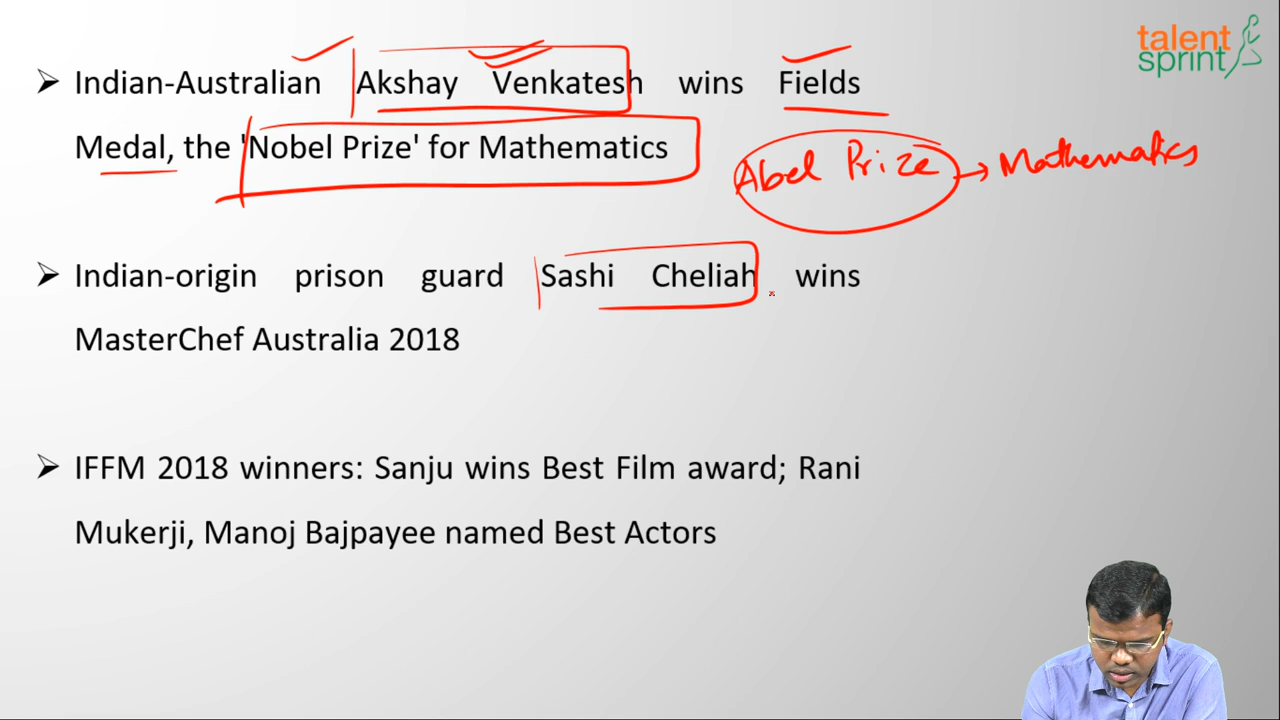 talent
sprint
Indian-Australian Akshay Venkatesh wins Fields
Medal, the 'Nobel Prize' for Mathematics
Abel Prize → Mathematics
Indian-origin prison guard Sashi Cheliah wins
MasterChef Australia 2018
IFFM 2018 winners: Sanju wins Best Film award; Rani
Mukerji, Manoj Bajpayee named Best Actors